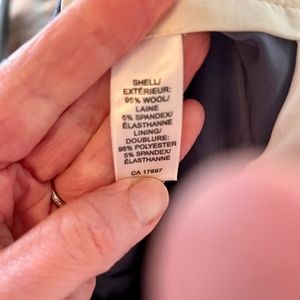 SHELL/
EXTÉRIEUR:
95% WOOL/
LAINE
5% SPANDEX/
ÉLASTHANNE
LINING/
DOUBLURE:
95% POLYESTER
5% SPANDEX/
ÉLASTHANNE
CA 17897